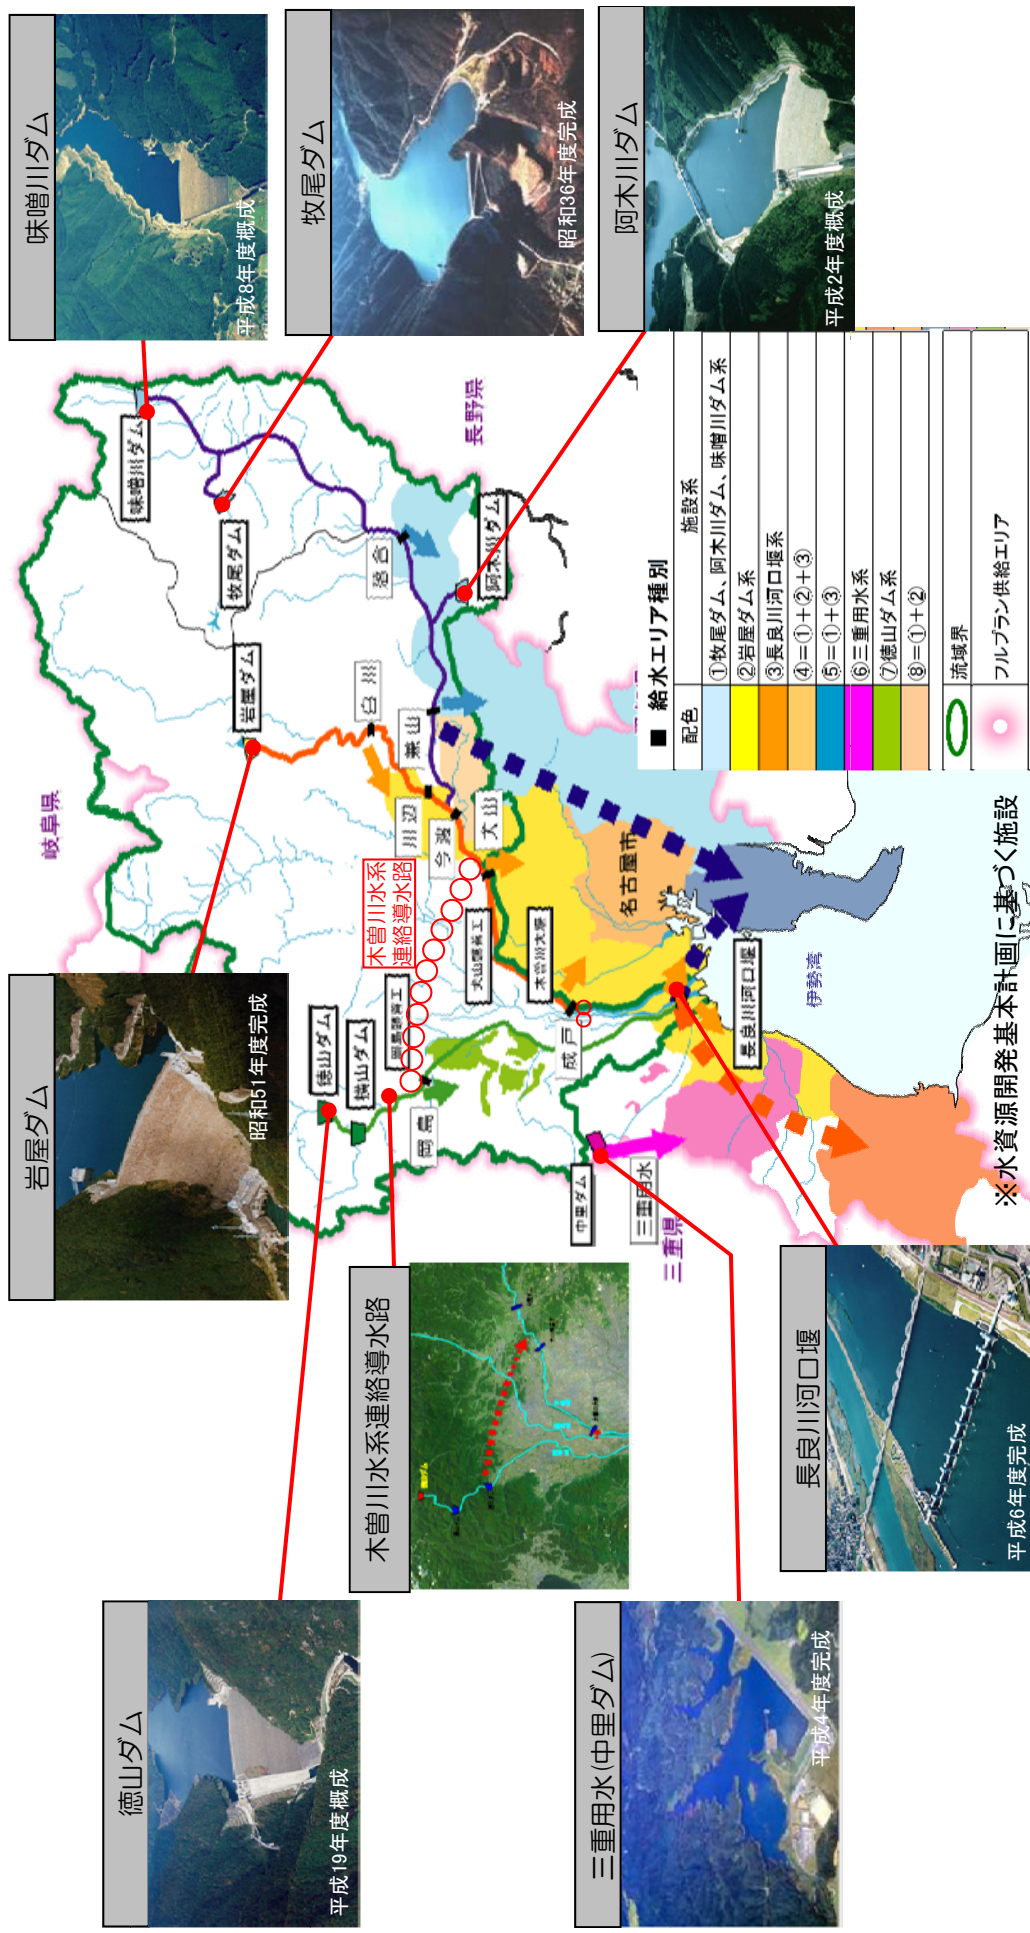 徳山ダム
平成19年度概成
岩屋ダム
昭和51年度完成
味噌川ダム
平成8年度概成
牧尾ダム
昭和36年度完成
阿木川ダム
平成2年度概成
木曽川水系連絡導水路
三重用水(中里ダム)
平成4年度完成
長良川河口堰
平成6年度完成
岐阜県
長野県
三重県
味噌川ダム
牧尾ダム
岩屋ダム
阿木川ダム
落合
白川
兼山
川辺
今渡
犬山
木曽川水系
連絡導水路
犬山頭首工
木曽川大堰
岡島頭首工
徳山ダム
横山ダム
岡島
成戸
名古屋市
長良川河口堰
伊勢湾
中里ダム
三重用水
■ 給水エリア種別
配色
施設系
①牧尾ダム、阿木川ダム、味噌川ダム系
②岩屋ダム系
③長良川河口堰系
④=①+②+③
⑤=①+③
⑥三重用水系
⑦徳山ダム系
⑧=①+②
流域界
フルプラン供給エリア
※水資源開発基本計画に基づく施設